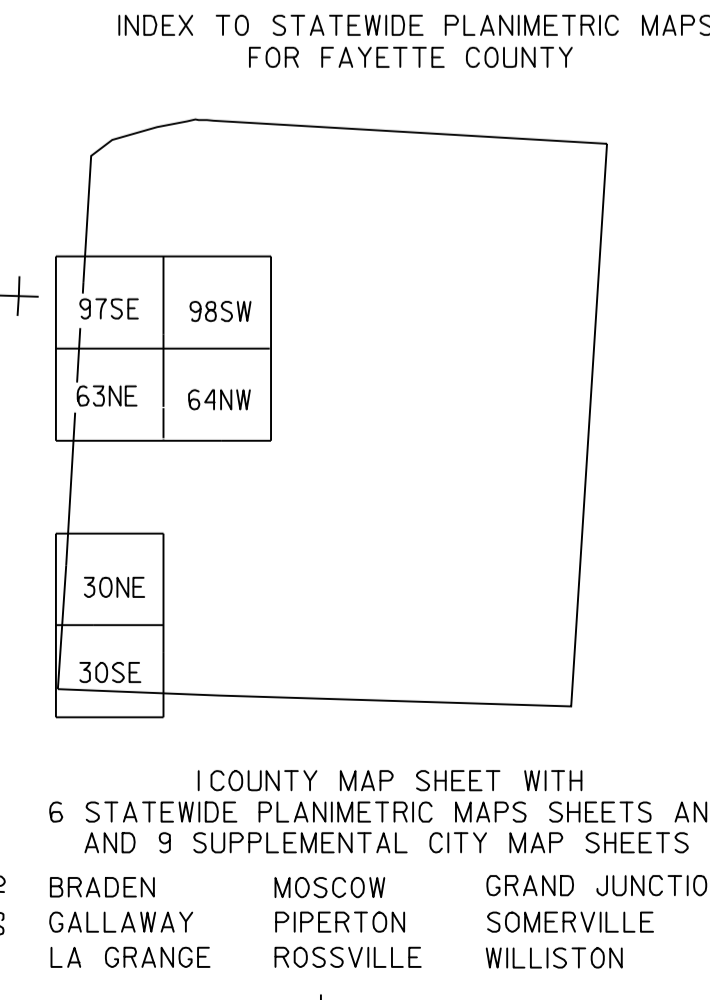 INDEX TO STATEWIDE PLANIMETRIC MAPS
FOR FAYETTE COUNTY
97SE 98SW
63NE 64NW
30NE
30SE
1 COUNTY MAP SHEET WITH
6 STATEWIDE PLANIMETRIC MAPS SHEETS AN
AND 9 SUPPLEMENTAL CITY MAP SHEETS
BRADEN MOSCOW GRAND JUNCTIO
GALLAWAY PIPERTON SOMERVILLE
LA GRANGE ROSSVILLE WILLISTON